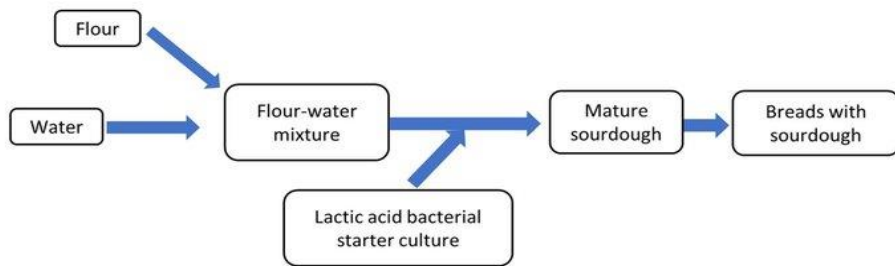 Flour
Water
Flour-water
mixture
Lactic acid bacterial
starter culture
Mature
sourdough
Breads with
sourdough